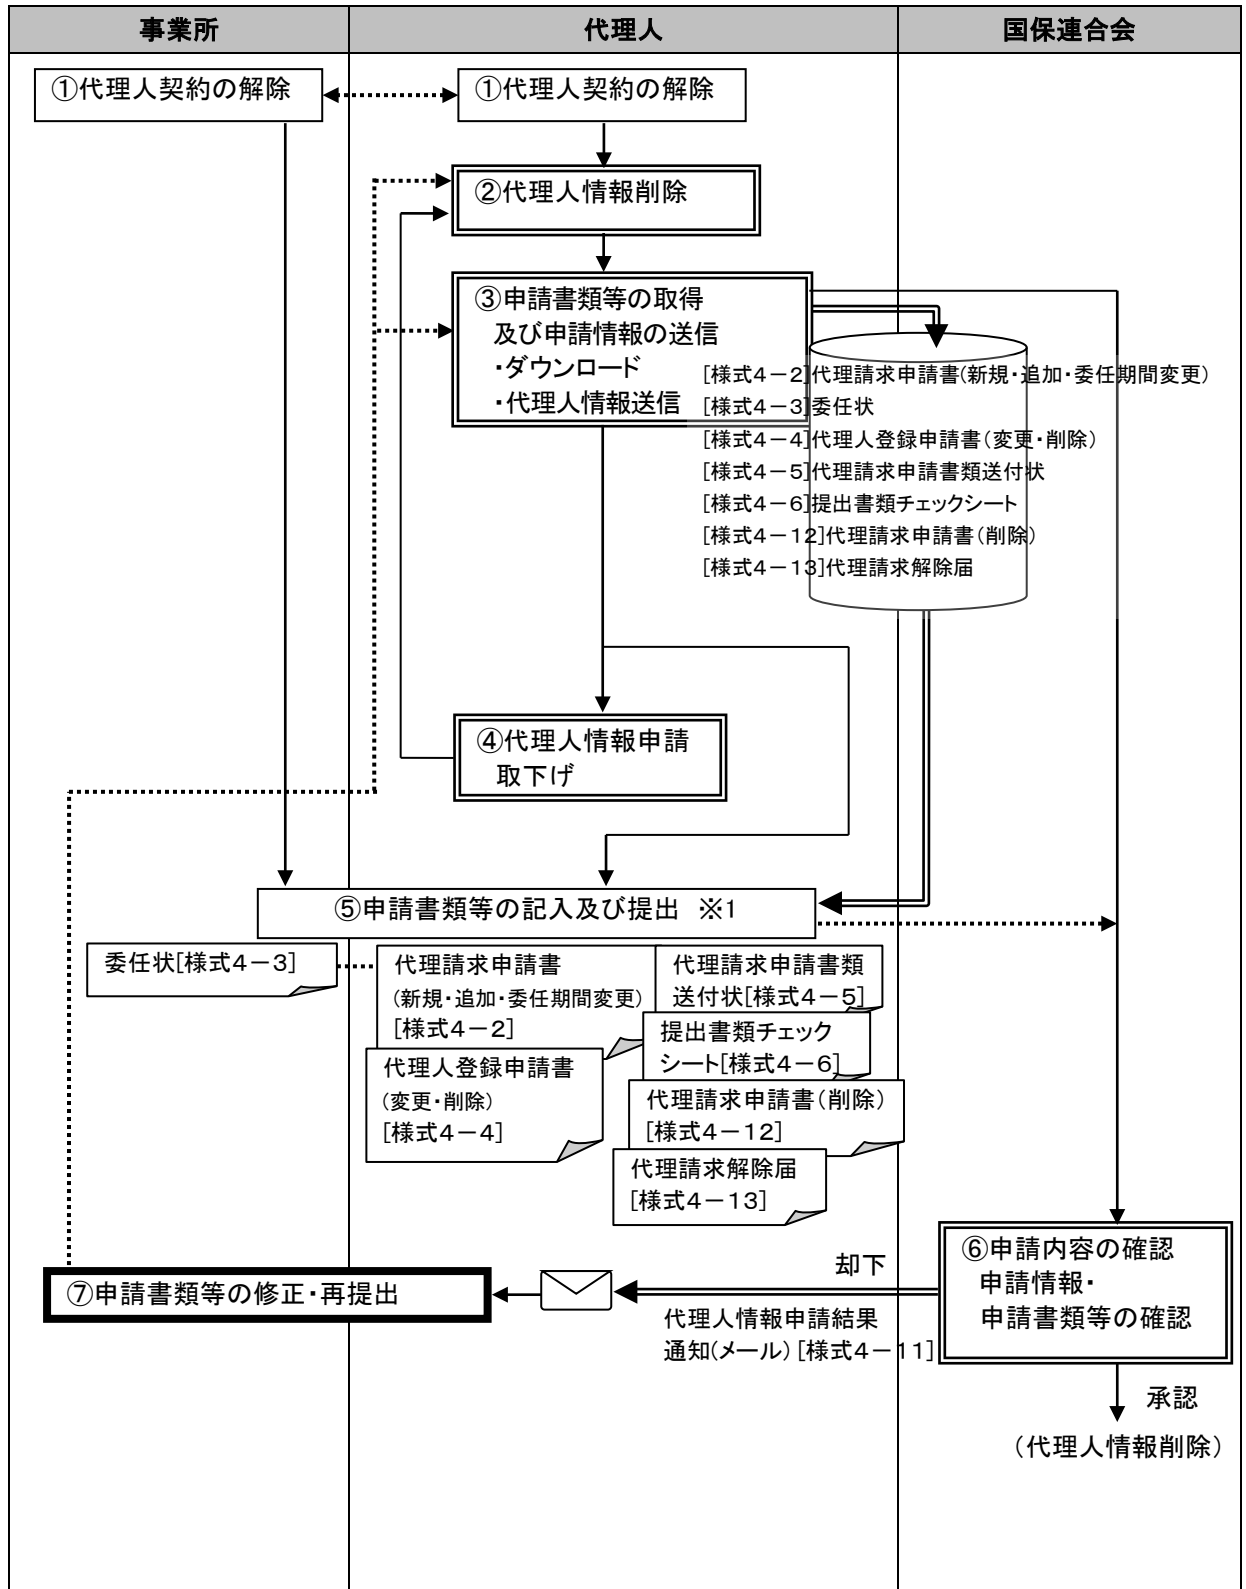 事業所
代理人
国保連合会
①代理人契約の解除
①代理人契約の解除
②代理人情報削除
③申請書類等の取得
及び申請情報の送信
・ダウンロード
・代理人情報送信
[様式4－2]代理請求申請書(新規・追加・委任期間変更)
[様式4－3]委任状
[様式4－4]代理人登録申請書(変更・削除)
[様式4－5]代理請求申請書類送付状
[様式4－6]提出書類チェックシート
[様式4－12]代理請求申請書(削除)
[様式4－13]代理請求解除届
④代理人情報申請
取下げ
⑤申請書類等の記入及び提出 ※1
委任状[様式4－3]
代理請求申請書
(新規・追加・委任期間変更)
[様式4－2]
代理人登録申請書
(変更・削除)
[様式4－4]
代理請求申請書類
送付状[様式4－5]
提出書類チェック
シート[様式4－6]
代理請求申請書(削除)
[様式4－12]
代理請求解除届
[様式4－13]
⑥申請内容の確認
申請情報・
申請書類等の確認
却下
代理人情報申請結果
通知(メール) [様式4－11]
⑦申請書類等の修正・再提出
承認
(代理人情報削除)